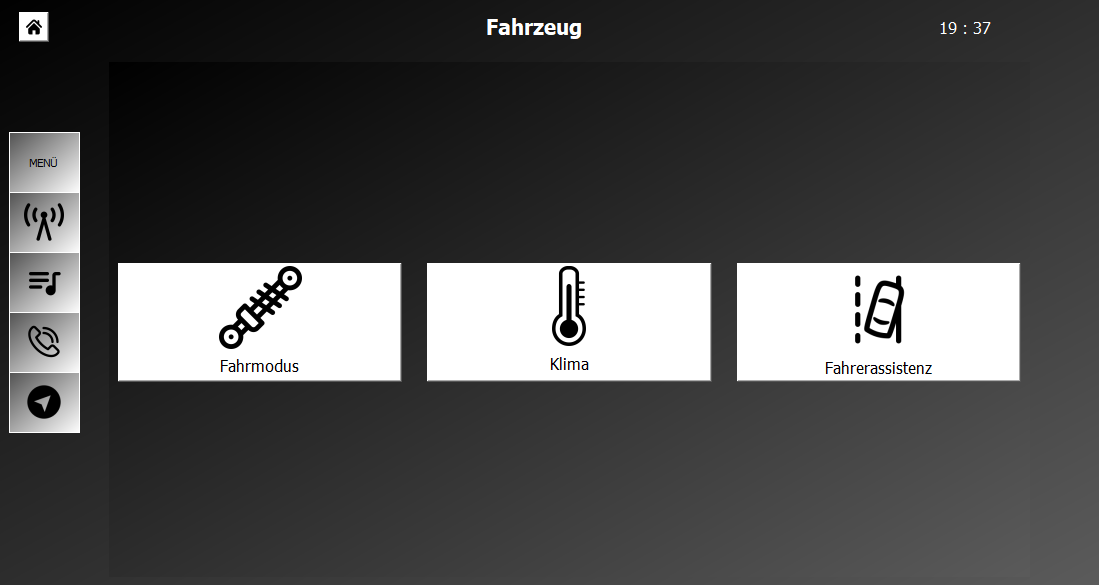 Fahrzeug
19 : 37
MENÜ
Fahrmodus
Klima
Fahrerassistenz